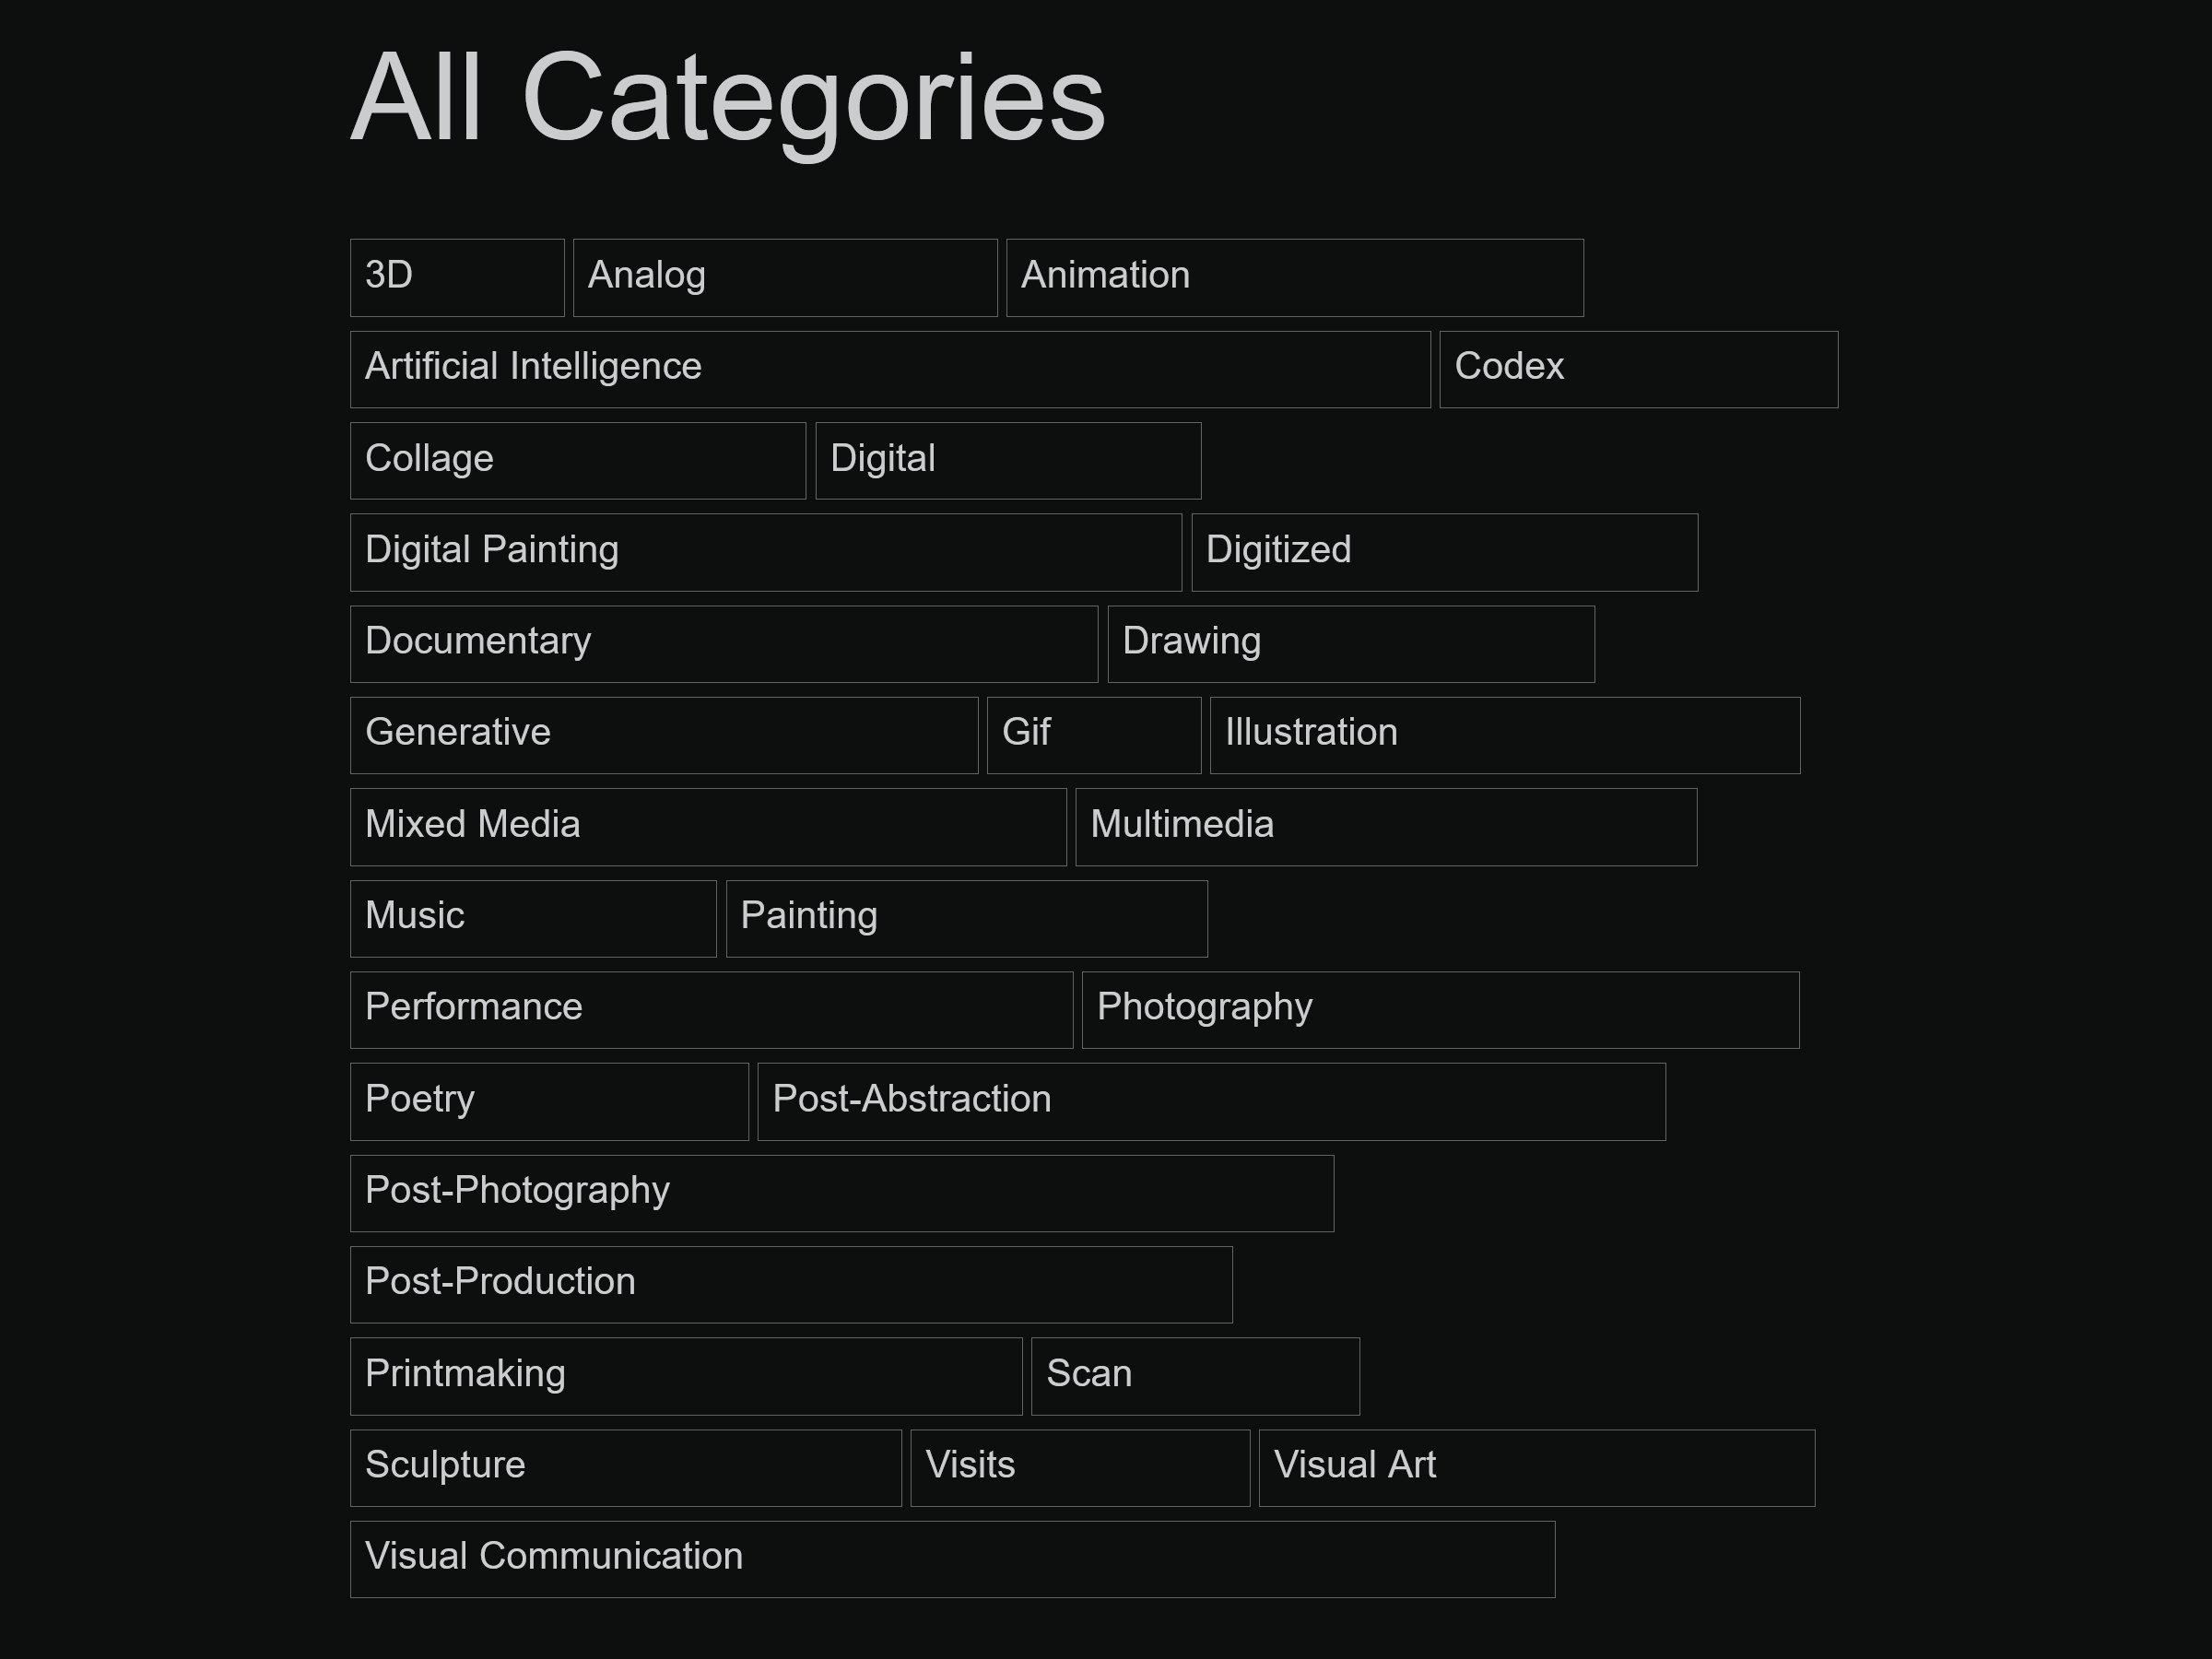 All Categories
3D Analog Animation
Artificial Intelligence Codex
Collage Digital
Digital Painting Digitized
Documentary Drawing
Generative Gif Illustration
Mixed Media Multimedia
Music Painting
Performance Photography
Poetry Post-Abstraction
Post-Photography
Post-Production
Printmaking Scan
Sculpture Visits Visual Art
Visual Communication